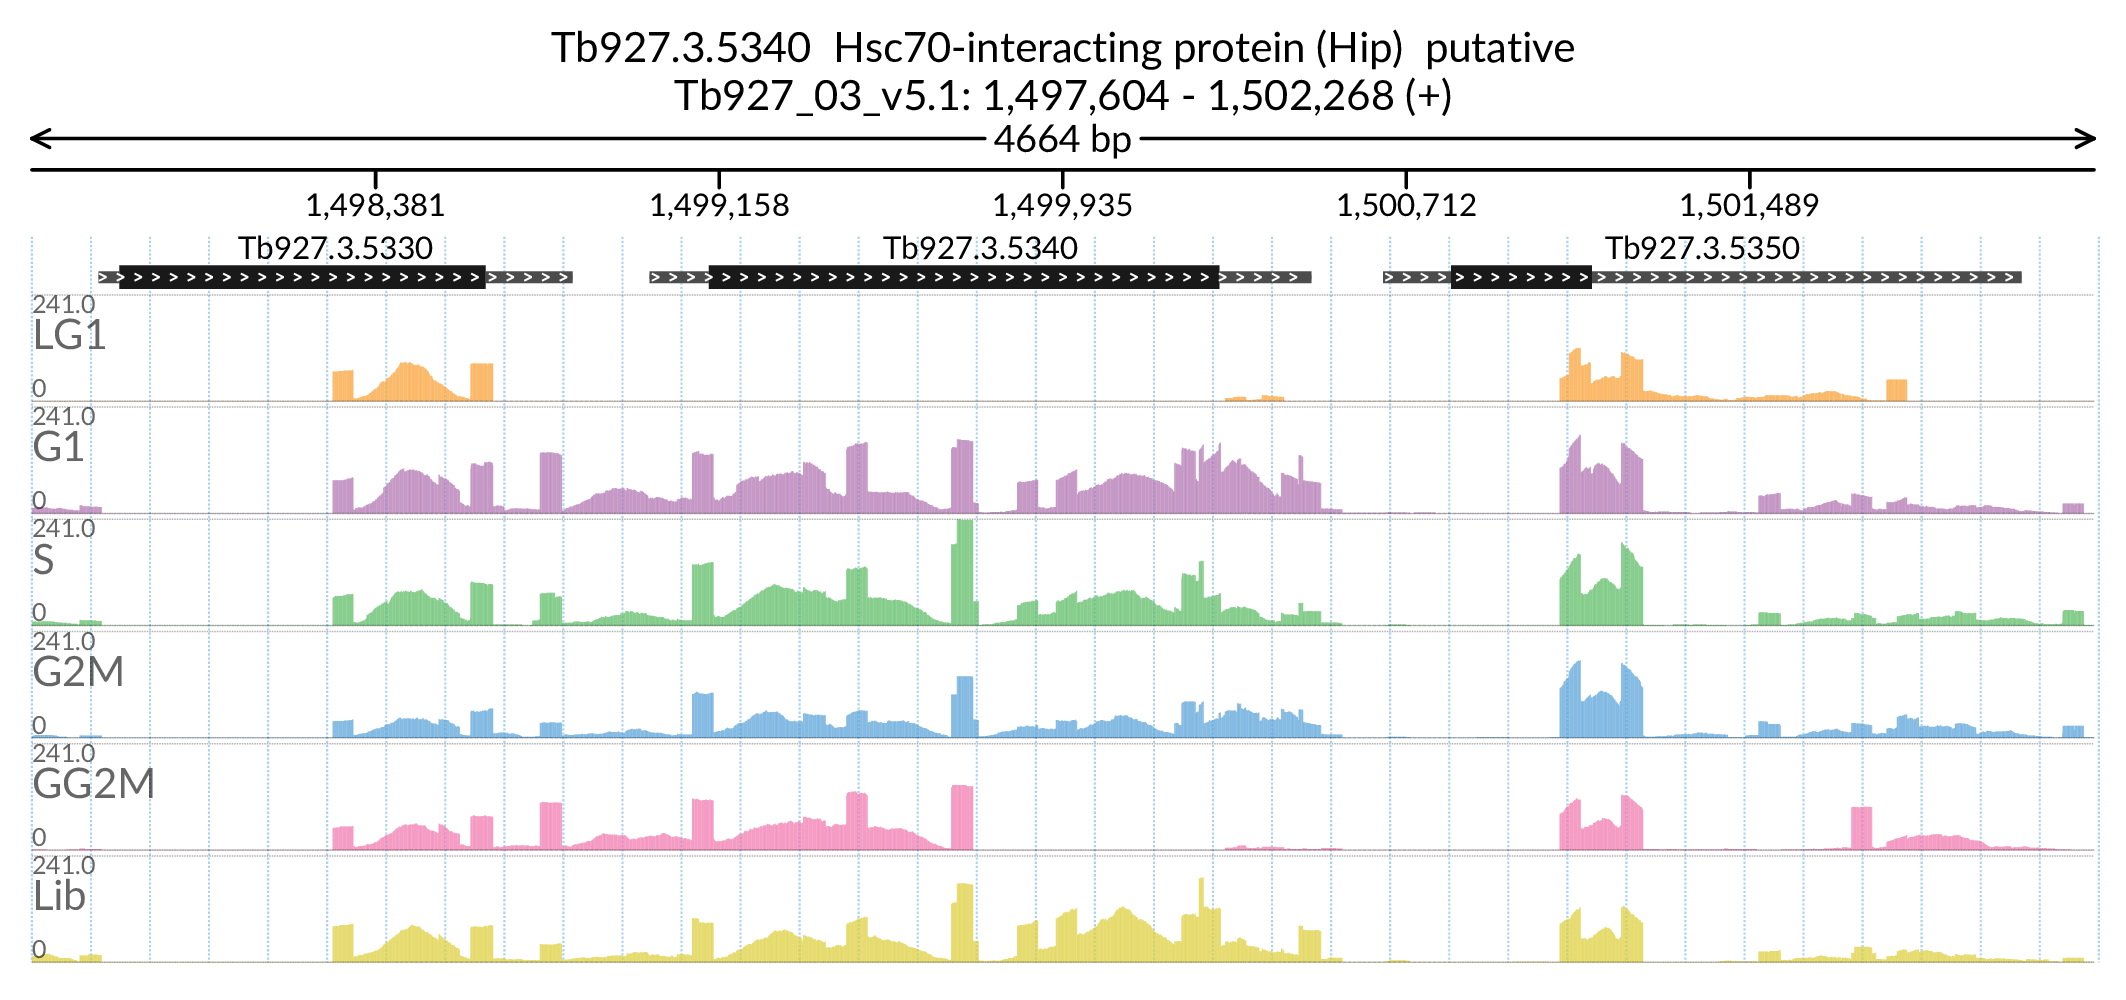 Tb927.3.5340  Hsc70-interacting protein (Hip)  putative
Tb927_03_v5.1: 1,497,604 - 1,502,268 (+)
4664 bp
1,498,381 1,499,158 1,499,935 1,500,712 1,501,489
Tb927.3.5330 Tb927.3.5340 Tb927.3.5350
241.0
LG1
0
241.0
G1
0
241.0
S
0
241.0
G2M
0
241.0
GG2M
0
241.0
Lib
0